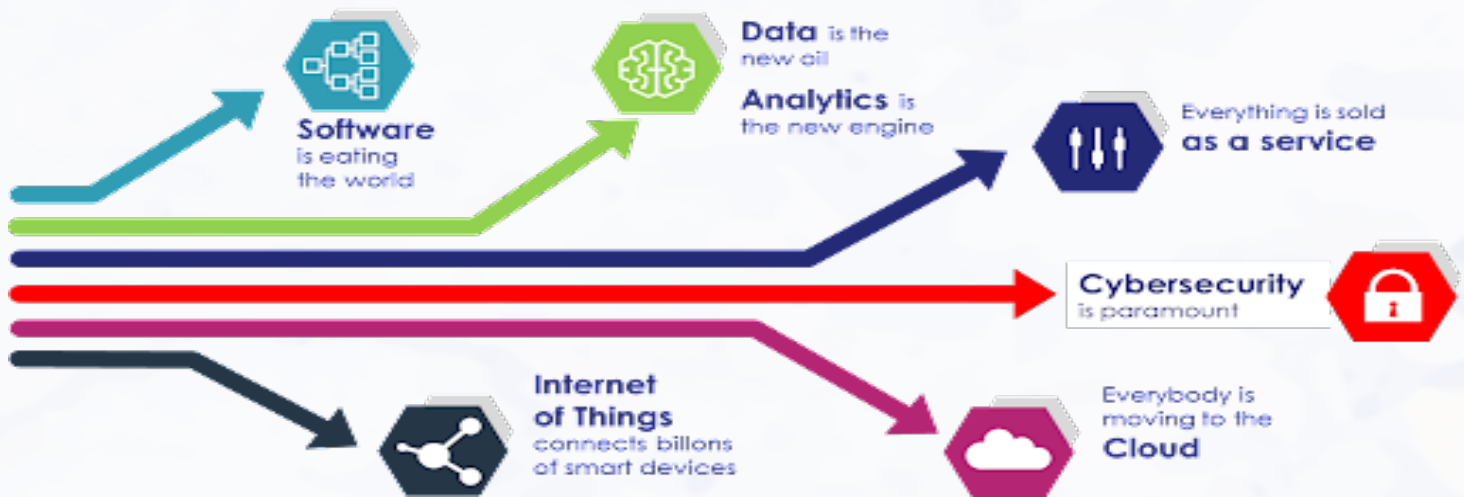 Software
is eating
the world
Data is the
new oil
Analytics is
the new engine
Everything is sold
as a service
Cybersecurity
is paramount
Internet
of Things
connects billons
of smart devices
Everybody is
moving to the
Cloud